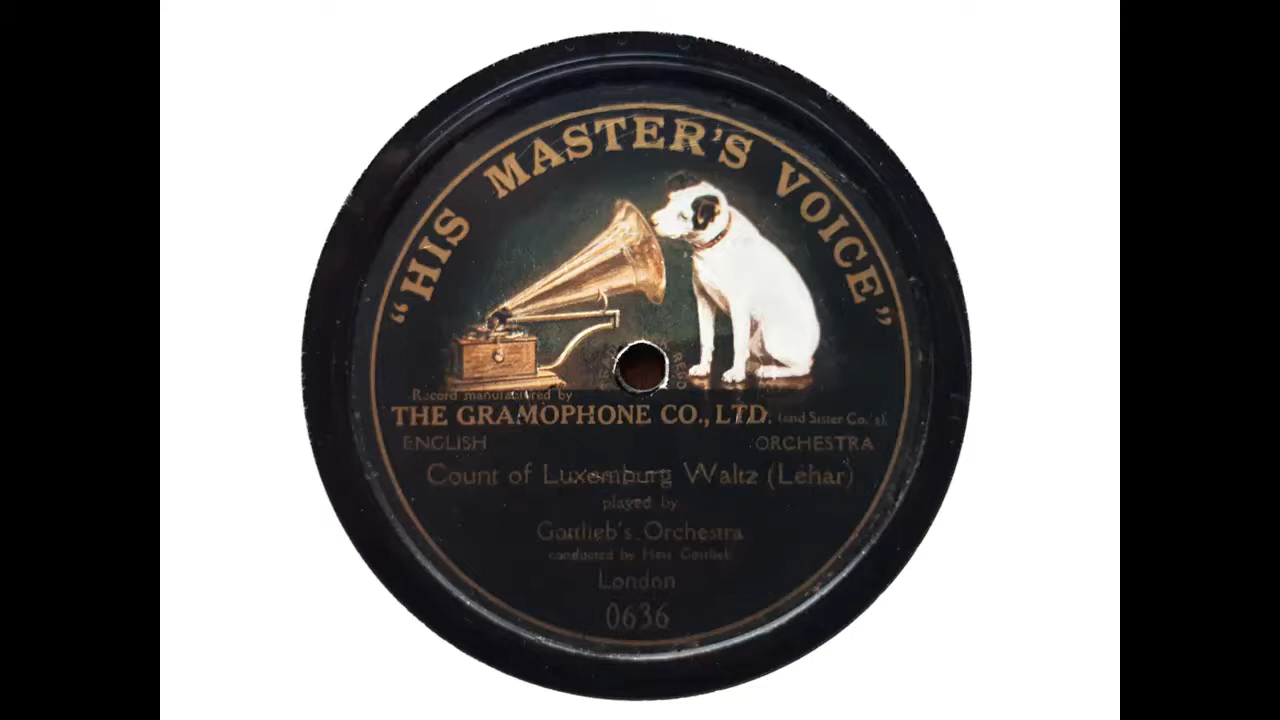 “HIS MASTER'S VOICE”
Record manufactured by
THE GRAMOPHONE CO., LTD. (and Sister Co.'s).
ENGLISH ORCHESTRA
Count of Luxemburg Waltz (Lehar)
played by
Gottlieb's Orchestra
conducted by Gottlieb
London
0636